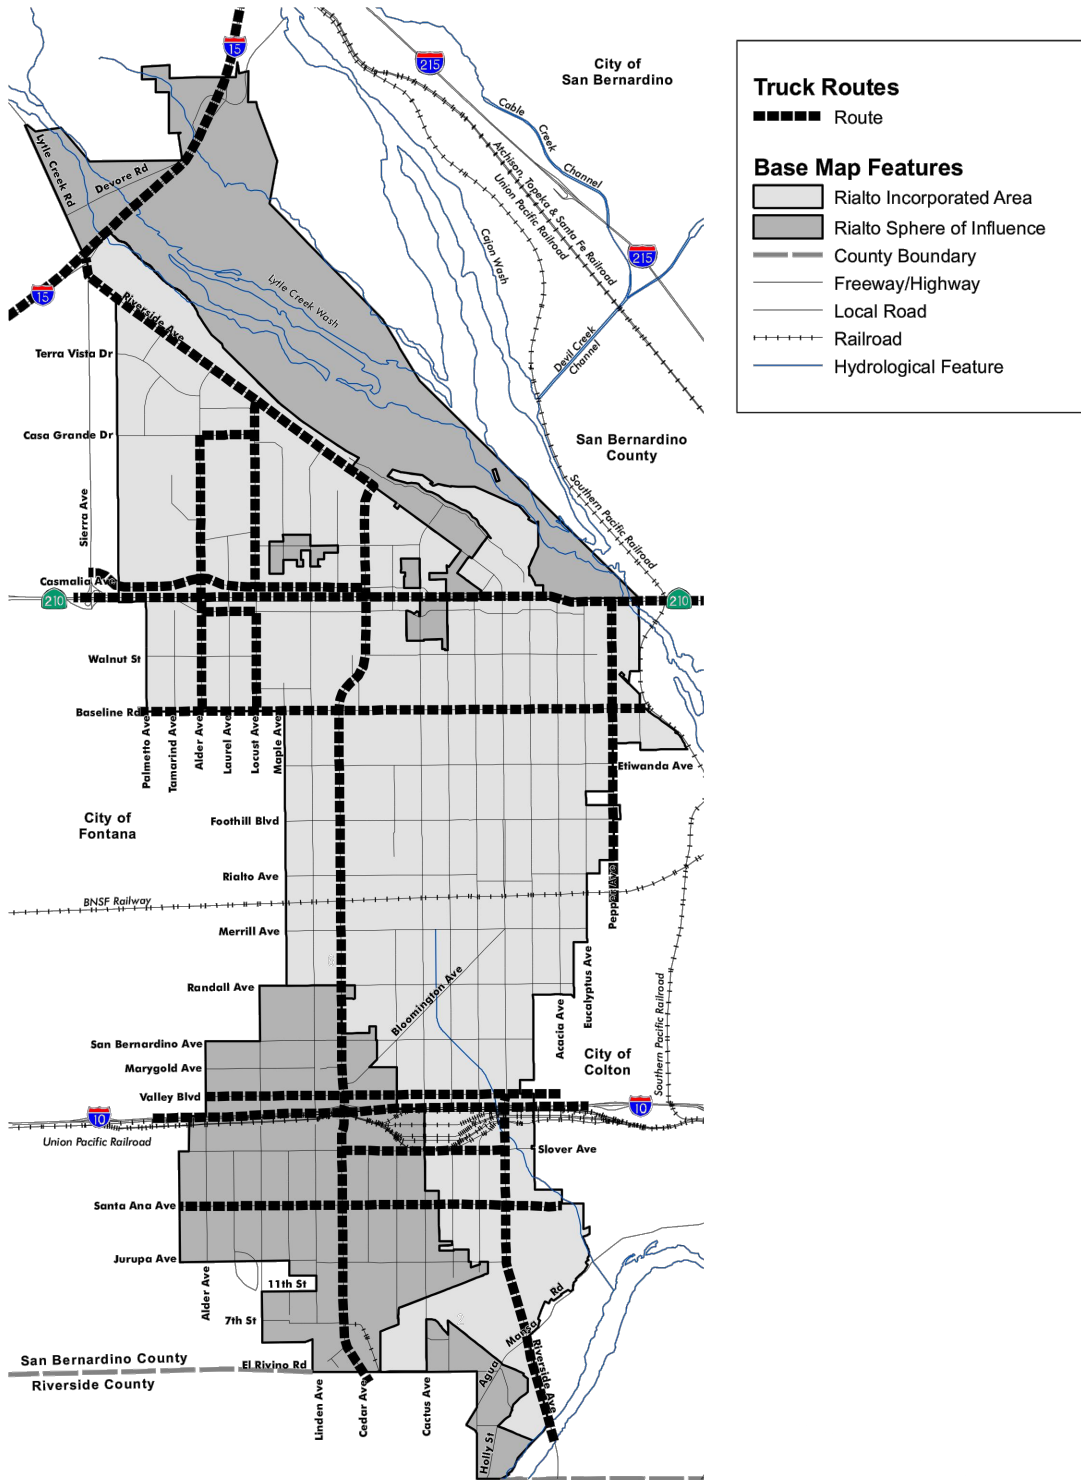 15
215
City of
San Bernardino
Cable
Creek
Channel
Lytle Creek Rd
Devore Rd
Atchison, Topeka & Santa Fe Railroad
Union Pacific Railroad
Cajon Wash
215
15
Riverside Ave
Lytle Creek Wash
Terra Vista Dr
Devil Creek
Channel
Casa Grande Dr
San Bernardino
County
Sierra Ave
Southern Pacific Railroad
Casmalia Ave
210
210
Walnut St
Baseline Rd
Palmetto Ave
Tamarind Ave
Alder Ave
Laurel Ave
Locust Ave
Maple Ave
Etiwanda Ave
City of
Fontana
Foothill Blvd
Rialto Ave
Pepper Ave
BNSF Railway
Merrill Ave
Eucalyptus Ave
Randall Ave
Bloomington Ave
Acacia Ave
Southern Pacific Railroad
San Bernardino Ave
City of
Colton
Marygold Ave
Valley Blvd
10
10
Union Pacific Railroad
Slover Ave
Santa Ana Ave
Jurupa Ave
Alder Ave
11th St
7th St
Agua Mansa Rd
Riverside Ave
San Bernardino County
El Rivino Rd
Riverside County
Linden Ave
Cedar Ave
Cactus Ave
Holly St
Truck Routes
Route
Base Map Features
Rialto Incorporated Area
Rialto Sphere of Influence
County Boundary
Freeway/Highway
Local Road
Railroad
Hydrological Feature